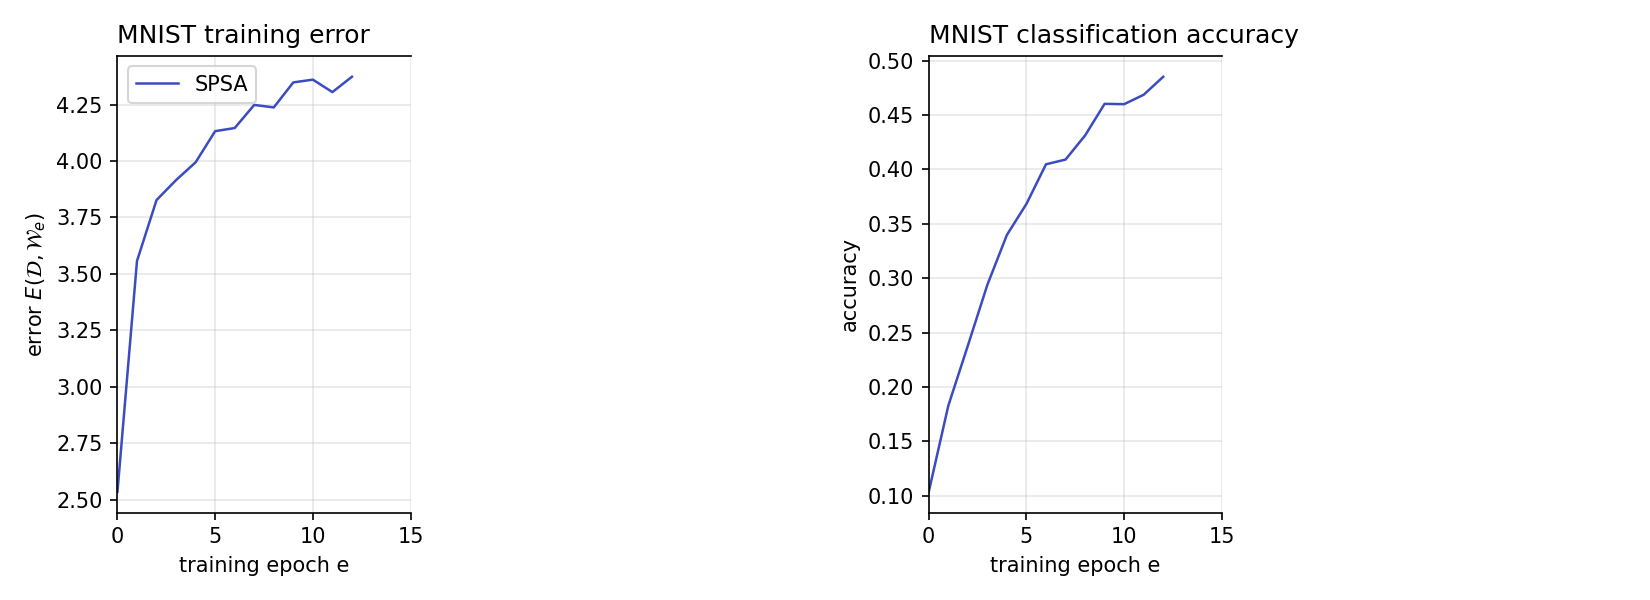 MNIST training error
SPSA
4.25
4.00
3.75
3.50
3.25
3.00
2.75
2.50
error E(𝒟, 𝒲ₑ)
0 5 10 15
training epoch e
MNIST classification accuracy
0.50
0.45
0.40
0.35
0.30
0.25
0.20
0.15
0.10
accuracy
0 5 10 15
training epoch e